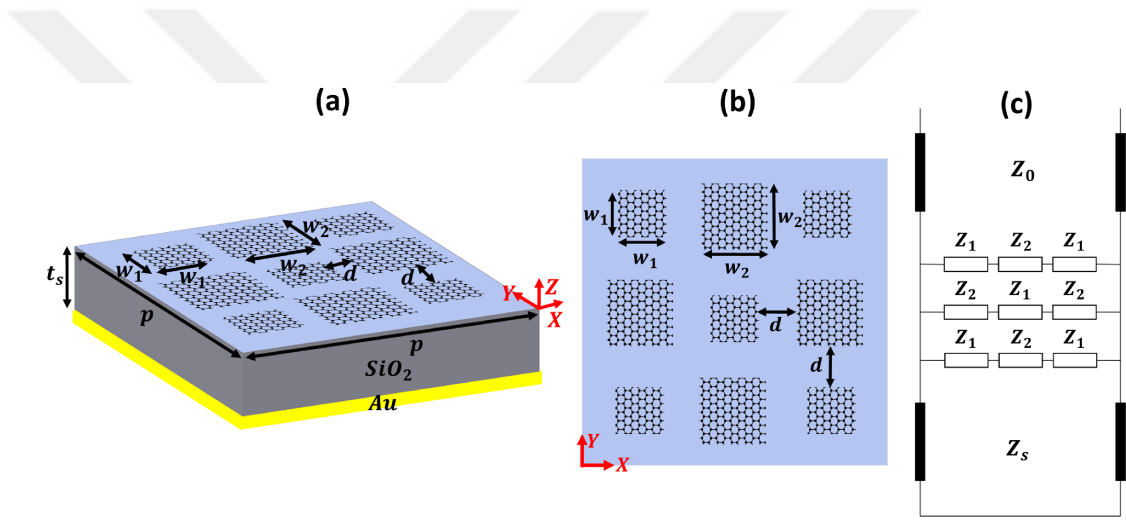 (a)
(b)
(c)
w₂
w₁
w₁
w₂
d
d
tₛ
p
p
Y
Z
X
SiO₂
Au
w₁
w₁
w₂
w₂
d
d
Y
X
Z₀
Z₁ Z₂ Z₁
Z₂ Z₁ Z₂
Z₁ Z₂ Z₁
Zₛ